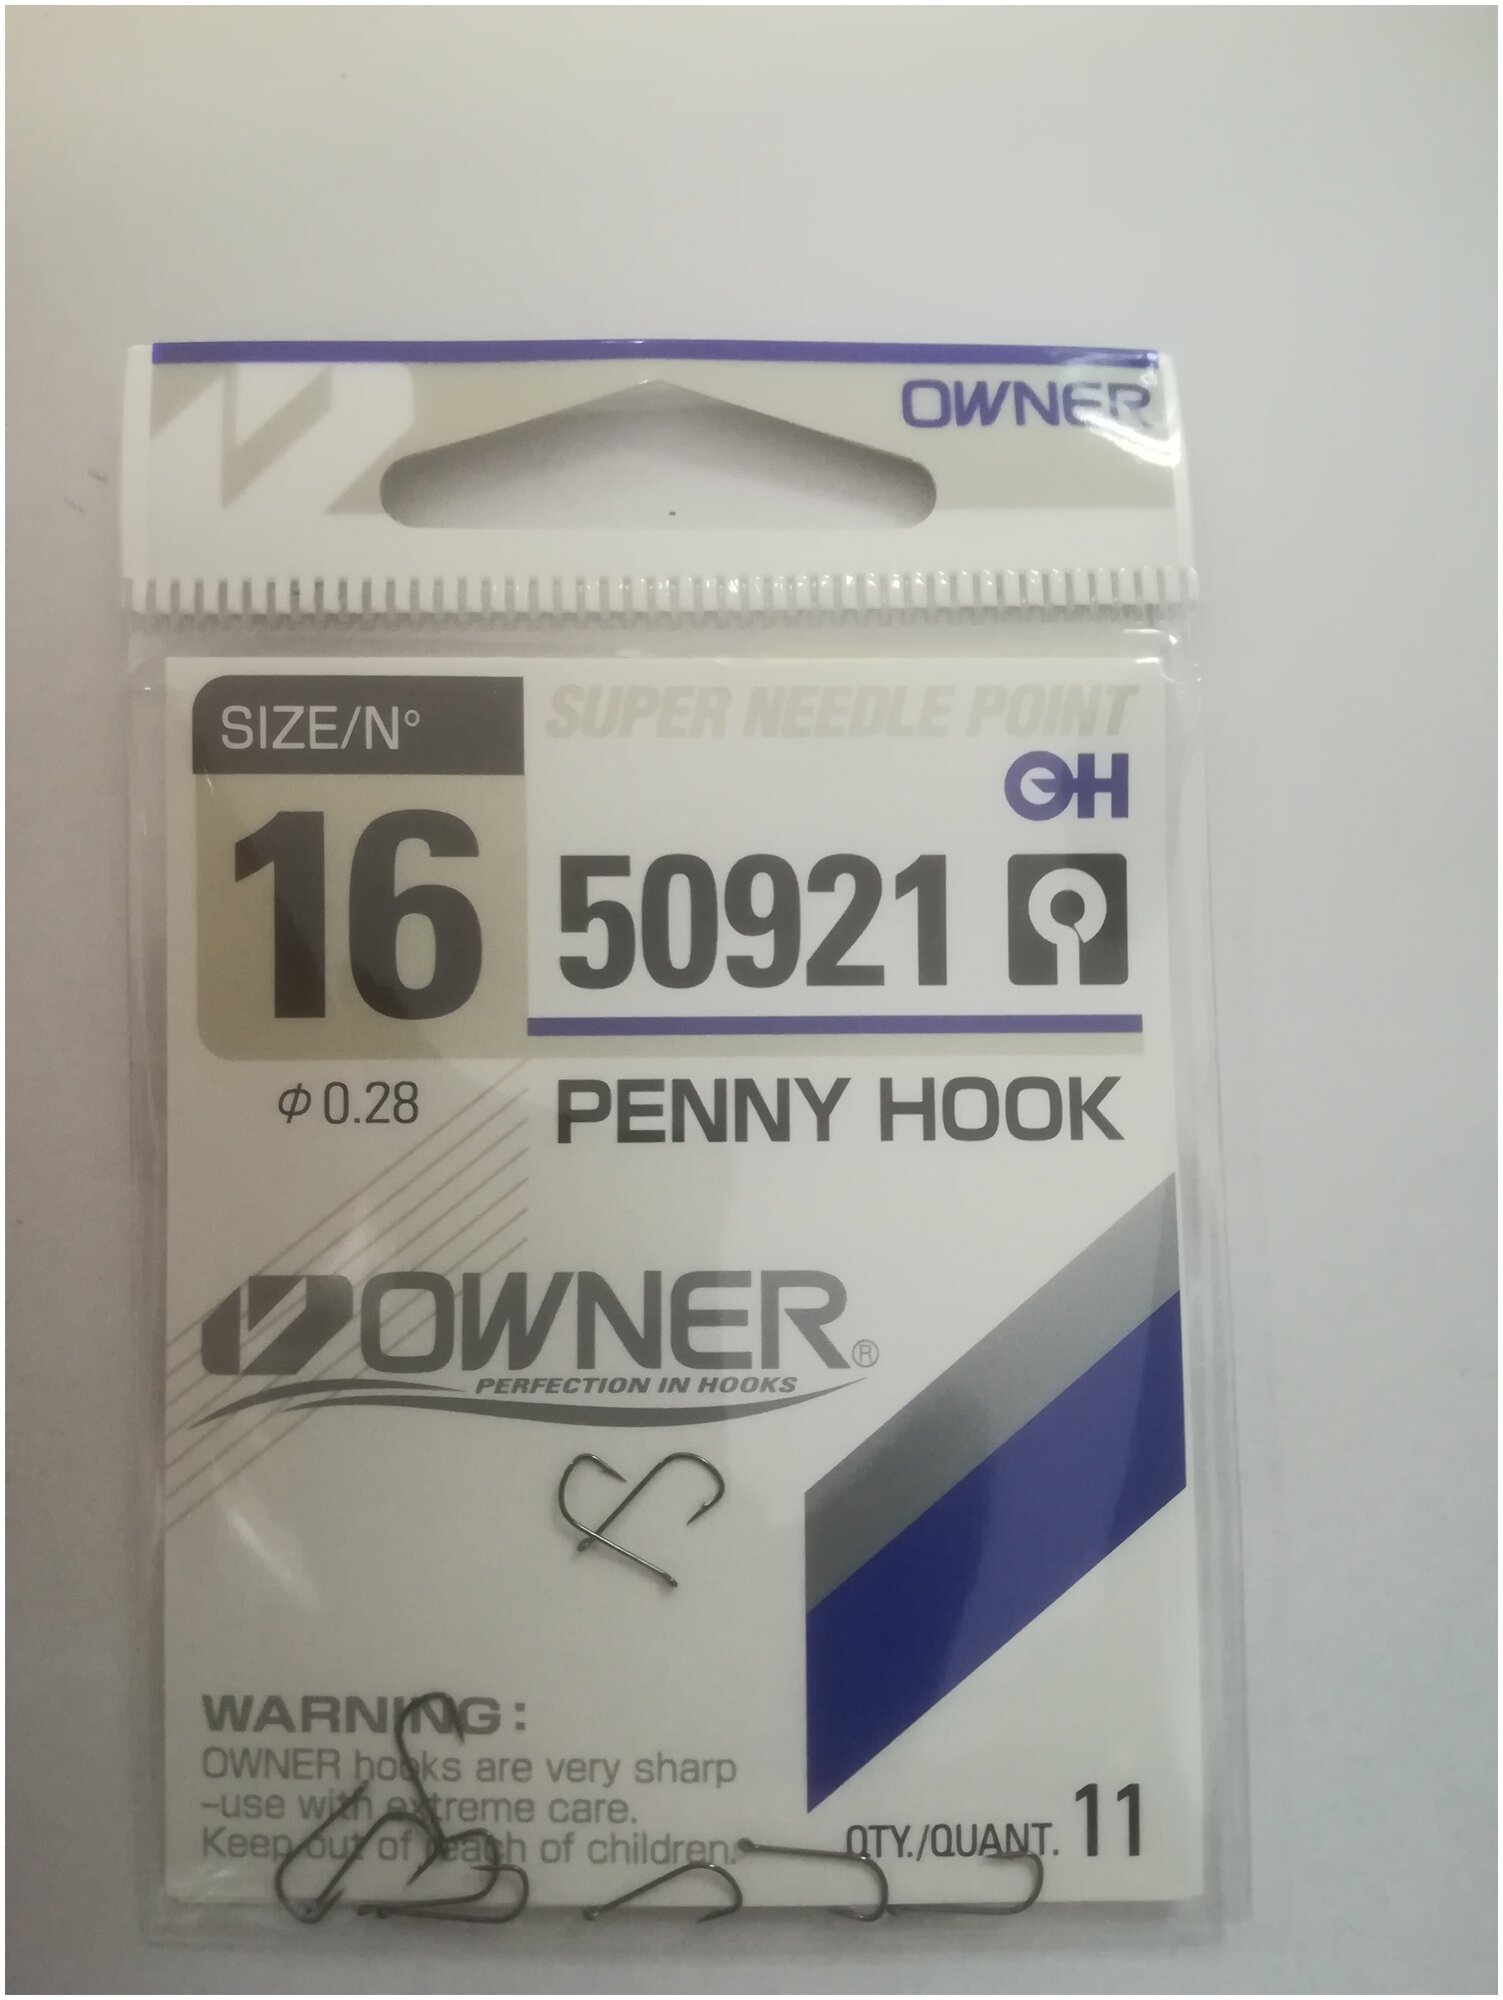 OWNER
SIZE/N°
SUPER NEEDLE POINT
16
50921
φ0.28
PENNY HOOK
OWNER®
PERFECTION IN HOOKS
WARNING:
OWNER hooks are very sharp
-use with extreme care.
Keep out of reach of children.
QTY./QUANT. 11